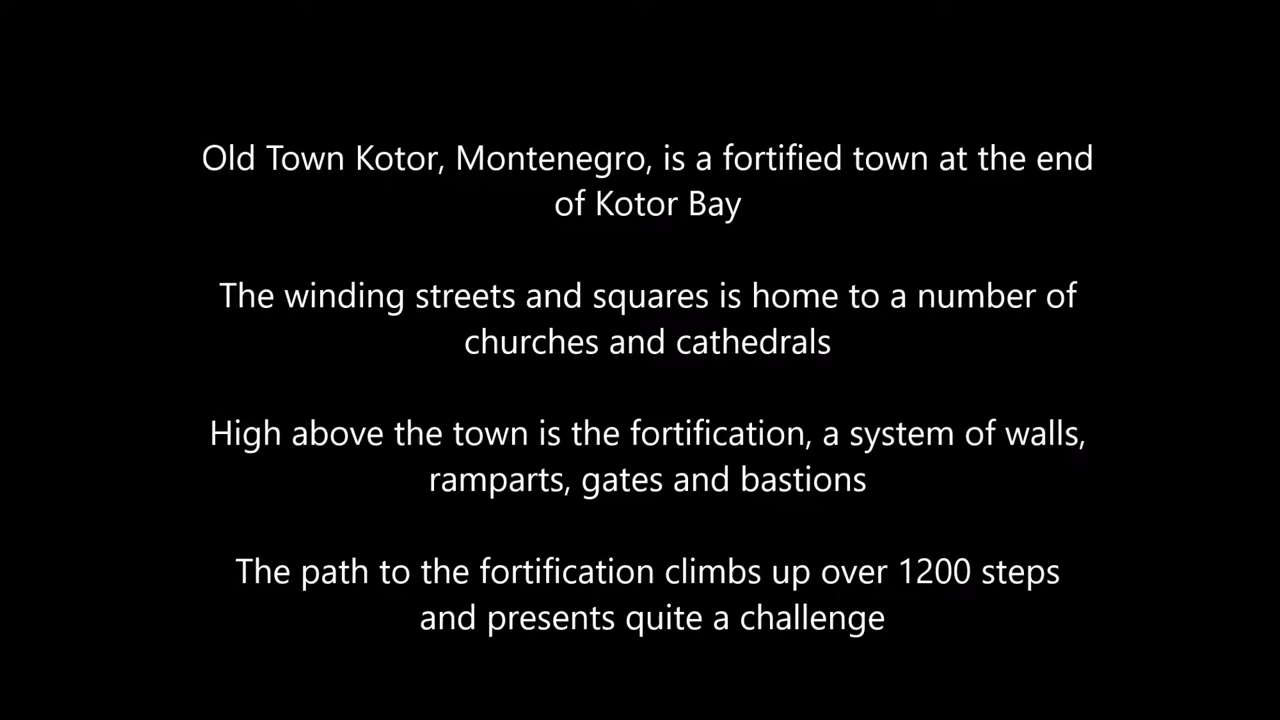 Old Town Kotor, Montenegro, is a fortified town at the end
of Kotor Bay
The winding streets and squares is home to a number of
churches and cathedrals
High above the town is the fortification, a system of walls,
ramparts, gates and bastions
The path to the fortification climbs up over 1200 steps
and presents quite a challenge